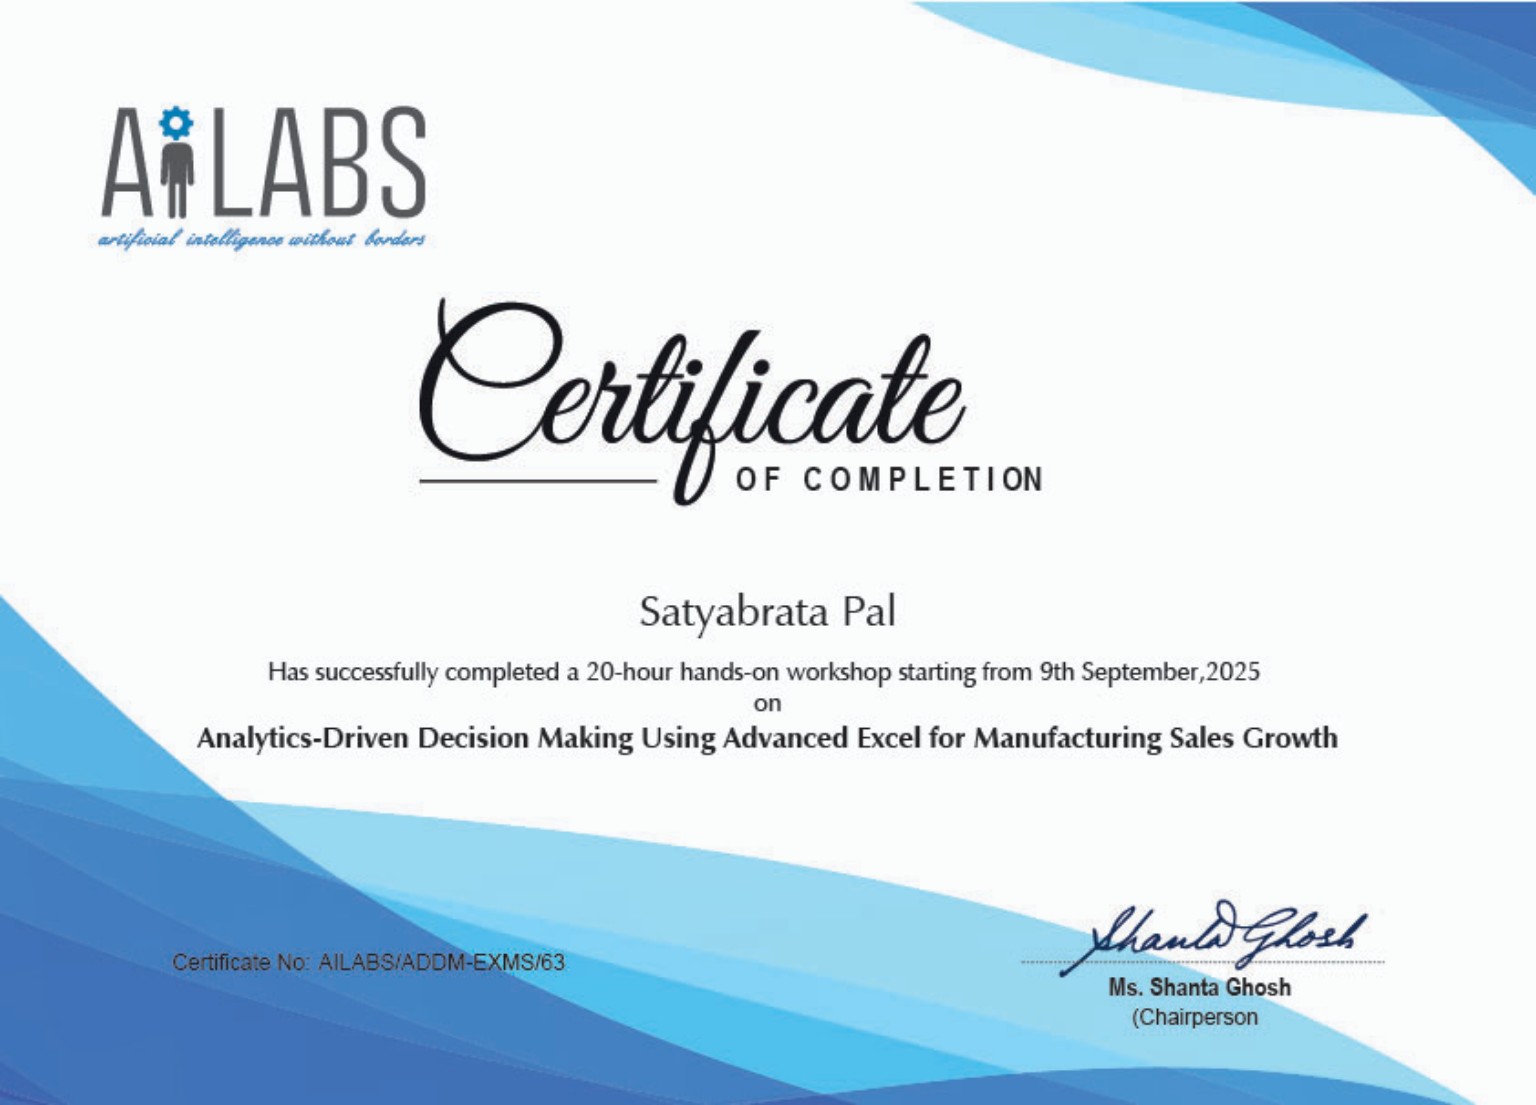 AiLABS
artificial intelligence without borders
Certificate
OF COMPLETION
Satyabrata Pal
Has successfully completed a 20-hour hands-on workshop starting from 9th September,2025
on
Analytics-Driven Decision Making Using Advanced Excel for Manufacturing Sales Growth
Shanta Ghosh
Certificate No: AILABS/ADDM-EXMS/63
Ms. Shanta Ghosh
(Chairperson